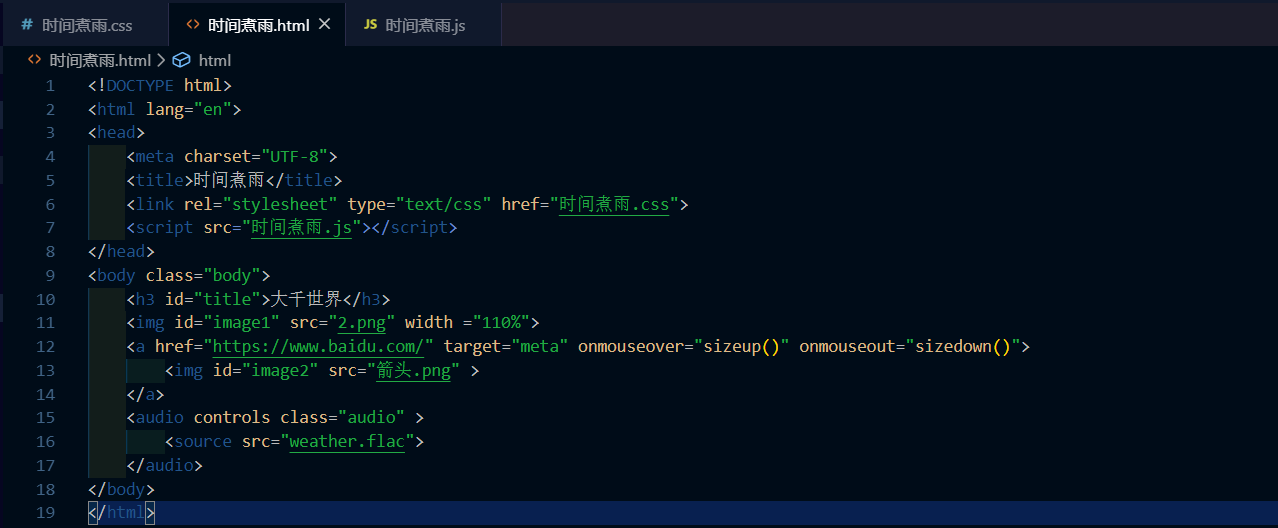 # 时间煮雨.css <> 时间煮雨.html × JS 时间煮雨.js
<> 时间煮雨.html > html
1 <!DOCTYPE html>
2 <html lang="en">
3 <head>
4 <meta charset="UTF-8">
5 <title>时间煮雨</title>
6 <link rel="stylesheet" type="text/css" href="时间煮雨.css">
7 <script src="时间煮雨.js"></script>
8 </head>
9 <body class="body">
10 <h3 id="title">大千世界</h3>
11 <img id="image1" src="2.png" width ="110%">
12 <a href="https://www.baidu.com/" target="meta" onmouseover="sizeup()" onmouseout="sizedown()">
13 <img id="image2" src="箭头.png" >
14 </a>
15 <audio controls class="audio" >
16 <source src="weather.flac">
17 </audio>
18 </body>
19 </html>